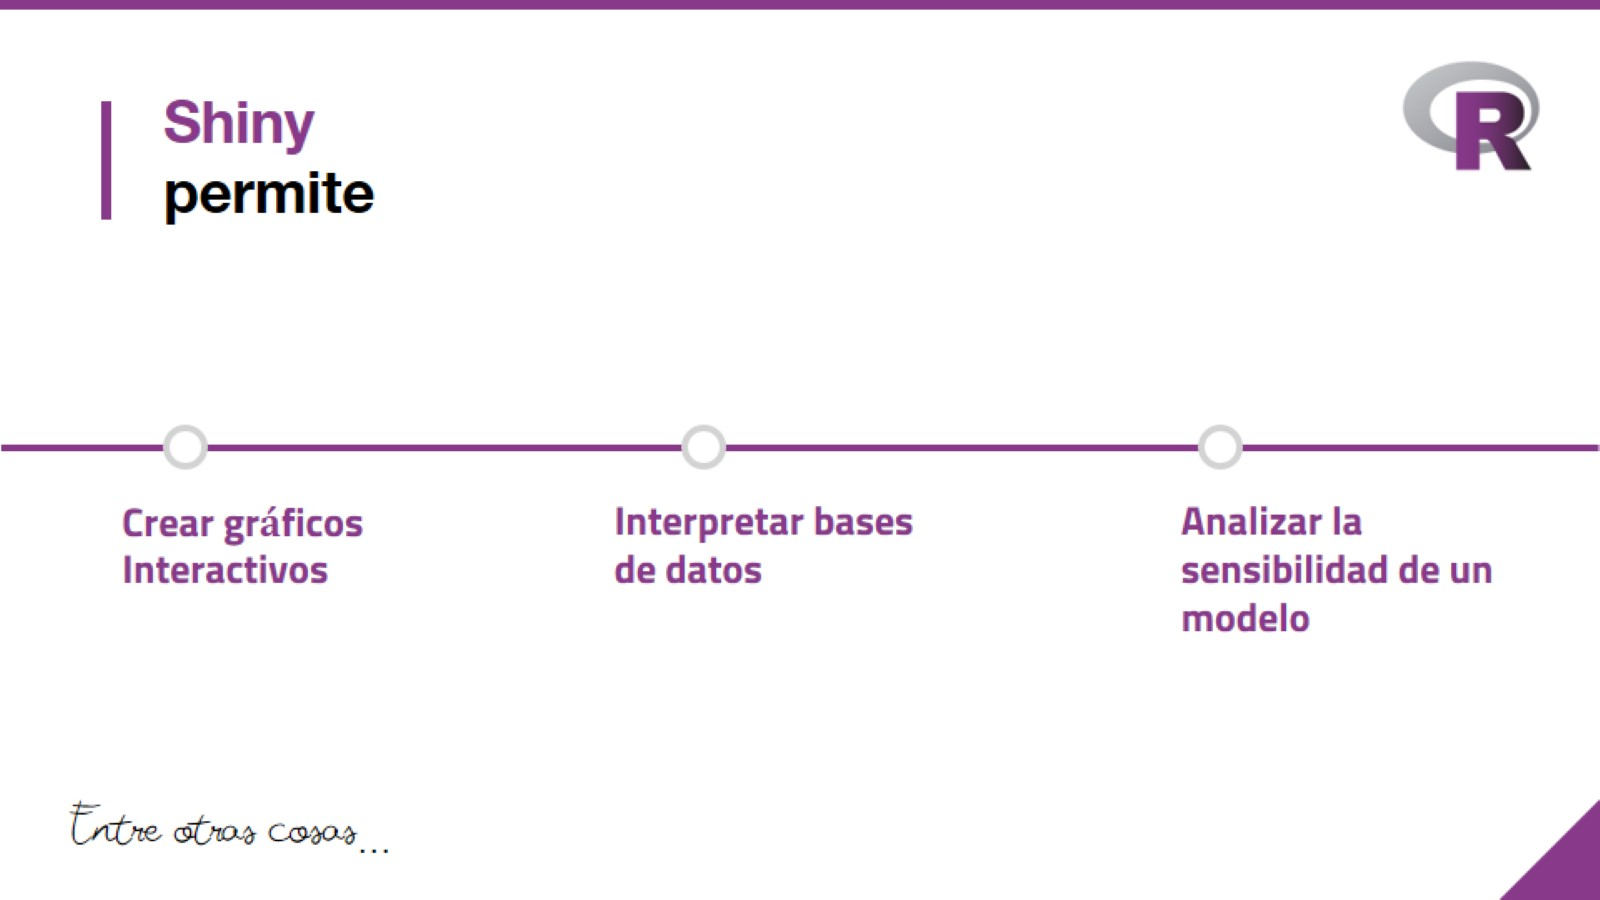 Shiny
permite
R
Crear gráficos
Interactivos
Interpretar bases
de datos
Analizar la
sensibilidad de un
modelo
Entre otras cosas...